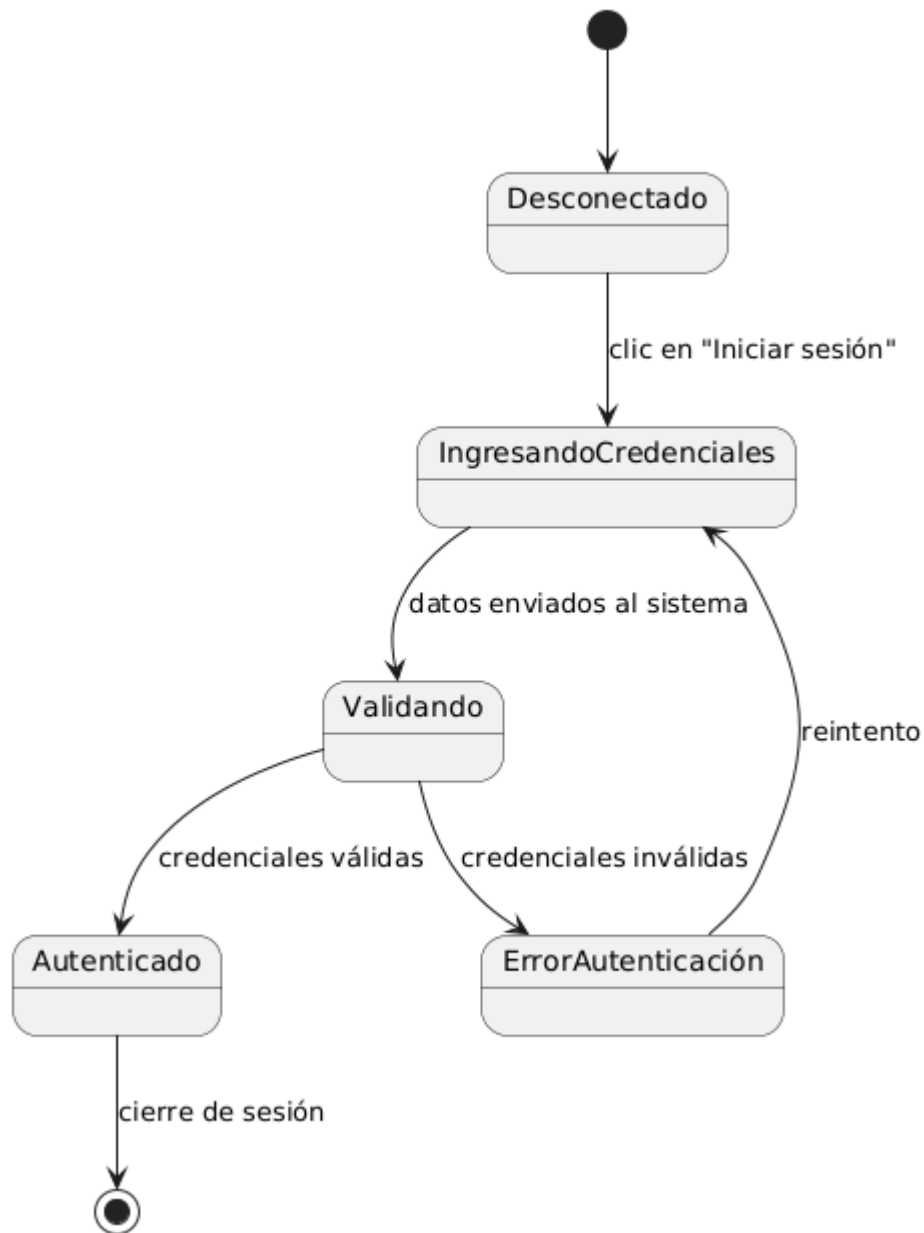 Desconectado
clic en "Iniciar sesión"
IngresandoCredenciales
datos enviados al sistema
Validando
reintento
credenciales válidas
credenciales inválidas
Autenticado
ErrorAutenticación
cierre de sesión